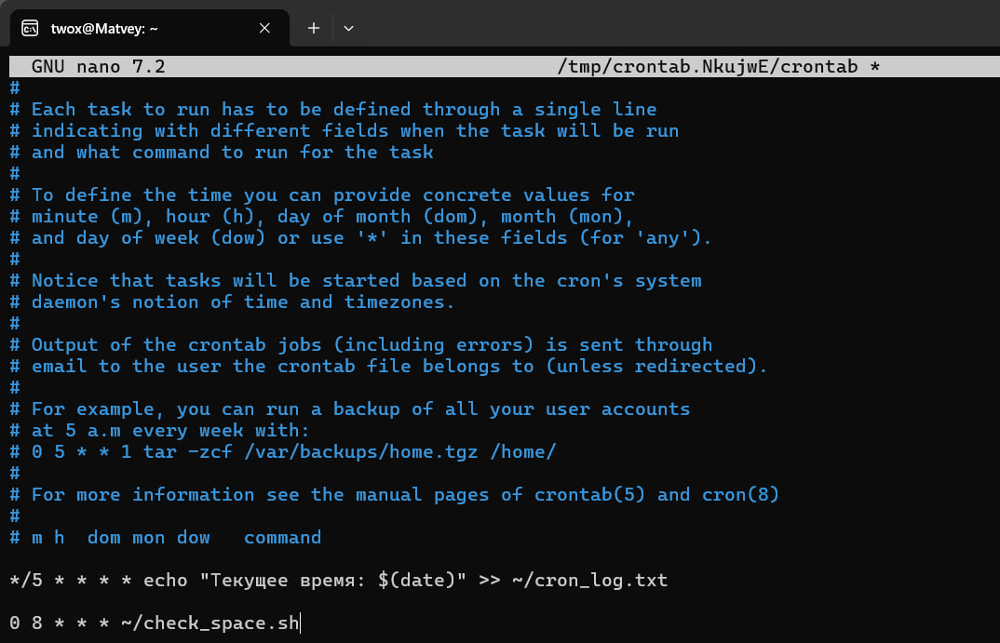 twox@Matvey: ~
GNU nano 7.2 /tmp/crontab.NkujwE/crontab *
#
# Each task to run has to be defined through a single line
# indicating with different fields when the task will be run
# and what command to run for the task
#
# To define the time you can provide concrete values for
# minute (m), hour (h), day of month (dom), month (mon),
# and day of week (dow) or use '*' in these fields (for 'any').
#
# Notice that tasks will be started based on the cron's system
# daemon's notion of time and timezones.
#
# Output of the crontab jobs (including errors) is sent through
# email to the user the crontab file belongs to (unless redirected).
#
# For example, you can run a backup of all your user accounts
# at 5 a.m every week with:
# 0 5 * * 1 tar -zcf /var/backups/home.tgz /home/
#
# For more information see the manual pages of crontab(5) and cron(8)
#
# m h  dom mon dow   command
*/5 * * * * echo "Текущее время: $(date)" >> ~/cron_log.txt
0 8 * * * ~/check_space.sh